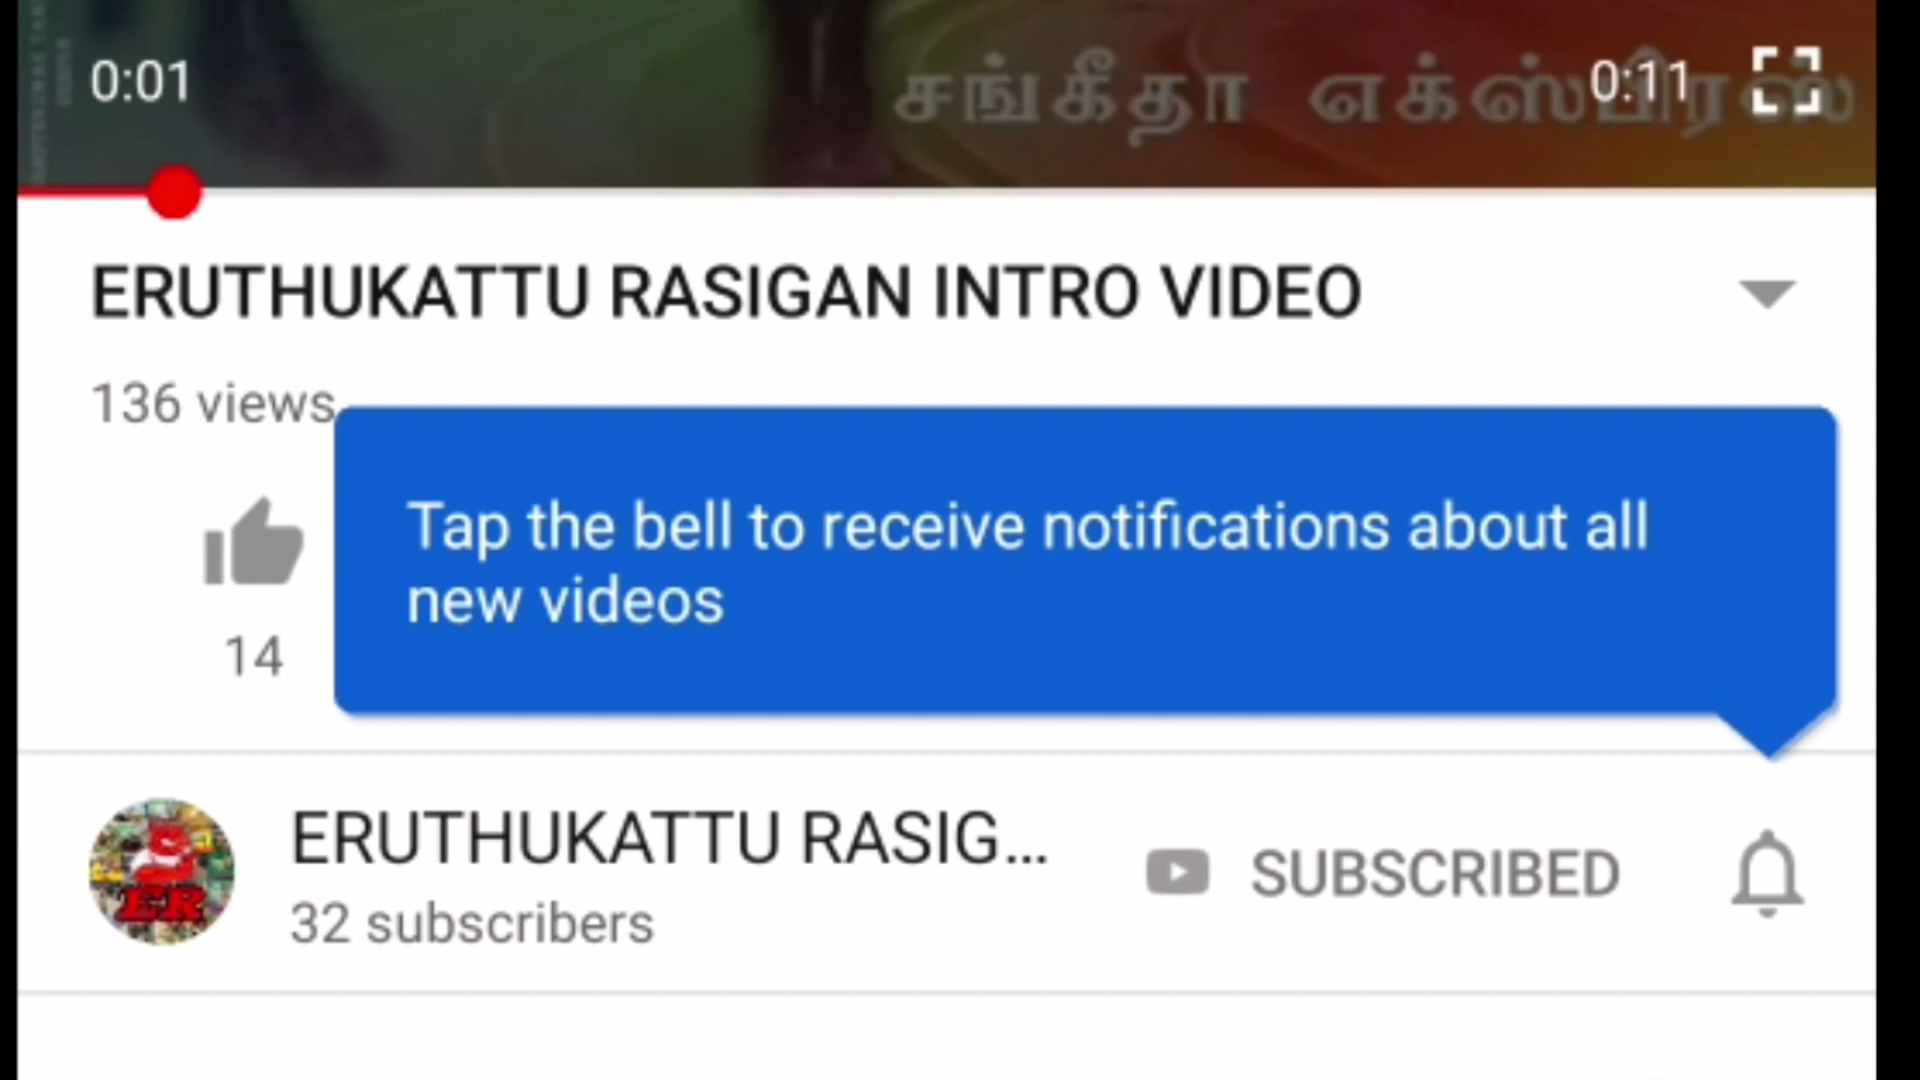 0:01
சங்கீதா எக்ஸ்பிரஸ்
0:11
ERUTHUKATTU RASIGAN INTRO VIDEO
136 views
Tap the bell to receive notifications about all
new videos
14
ERUTHUKATTU RASIG...
SUBSCRIBED
32 subscribers
ER